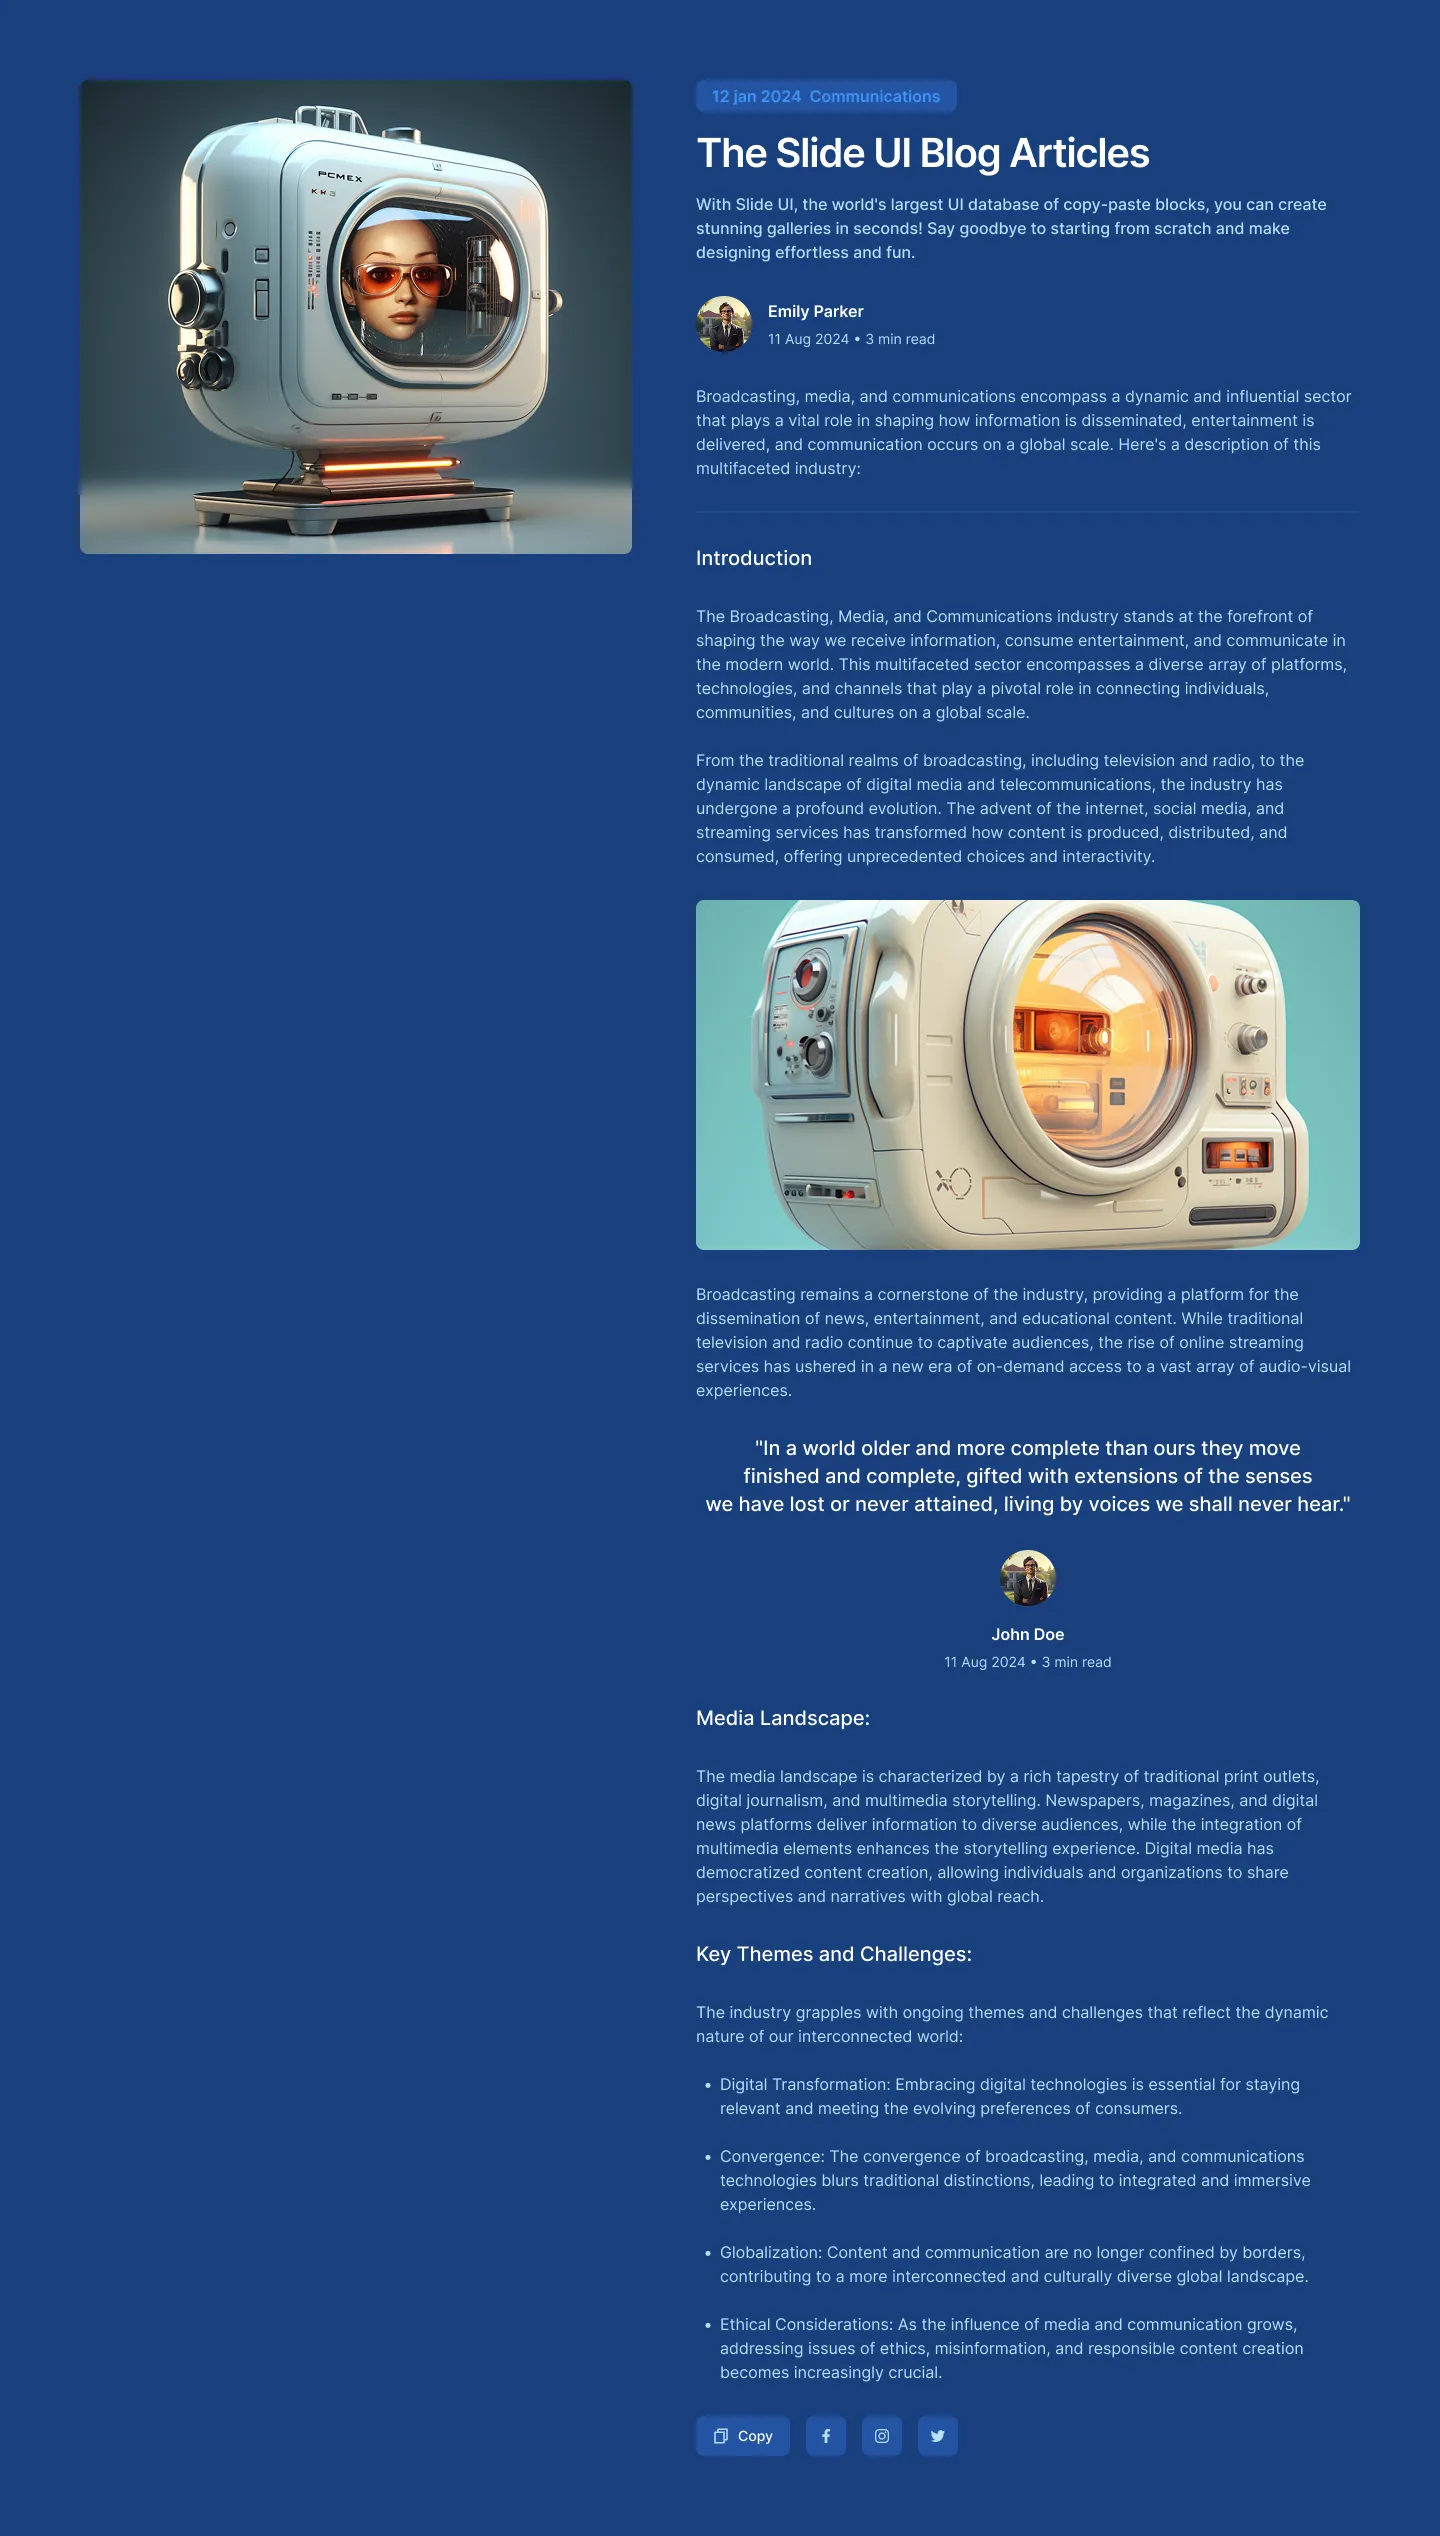 PCMEX
12 jan 2024 Communications
The Slide UI Blog Articles
With Slide UI, the world's largest UI database of copy-paste blocks, you can create
stunning galleries in seconds! Say goodbye to starting from scratch and make
designing effortless and fun.
Emily Parker
11 Aug 2024 • 3 min read
Broadcasting, media, and communications encompass a dynamic and influential sector
that plays a vital role in shaping how information is disseminated, entertainment is
delivered, and communication occurs on a global scale. Here's a description of this
multifaceted industry:
Introduction
The Broadcasting, Media, and Communications industry stands at the forefront of
shaping the way we receive information, consume entertainment, and communicate in
the modern world. This multifaceted sector encompasses a diverse array of platforms,
technologies, and channels that play a pivotal role in connecting individuals,
communities, and cultures on a global scale.
From the traditional realms of broadcasting, including television and radio, to the
dynamic landscape of digital media and telecommunications, the industry has
undergone a profound evolution. The advent of the internet, social media, and
streaming services has transformed how content is produced, distributed, and
consumed, offering unprecedented choices and interactivity.
Broadcasting remains a cornerstone of the industry, providing a platform for the
dissemination of news, entertainment, and educational content. While traditional
television and radio continue to captivate audiences, the rise of online streaming
services has ushered in a new era of on-demand access to a vast array of audio-visual
experiences.
"In a world older and more complete than ours they move
finished and complete, gifted with extensions of the senses
we have lost or never attained, living by voices we shall never hear."
John Doe
11 Aug 2024 • 3 min read
Media Landscape:
The media landscape is characterized by a rich tapestry of traditional print outlets,
digital journalism, and multimedia storytelling. Newspapers, magazines, and digital
news platforms deliver information to diverse audiences, while the integration of
multimedia elements enhances the storytelling experience. Digital media has
democratized content creation, allowing individuals and organizations to share
perspectives and narratives with global reach.
Key Themes and Challenges:
The industry grapples with ongoing themes and challenges that reflect the dynamic
nature of our interconnected world:
• Digital Transformation: Embracing digital technologies is essential for staying
relevant and meeting the evolving preferences of consumers.
• Convergence: The convergence of broadcasting, media, and communications
technologies blurs traditional distinctions, leading to integrated and immersive
experiences.
• Globalization: Content and communication are no longer confined by borders,
contributing to a more interconnected and culturally diverse global landscape.
• Ethical Considerations: As the influence of media and communication grows,
addressing issues of ethics, misinformation, and responsible content creation
becomes increasingly crucial.
Copy